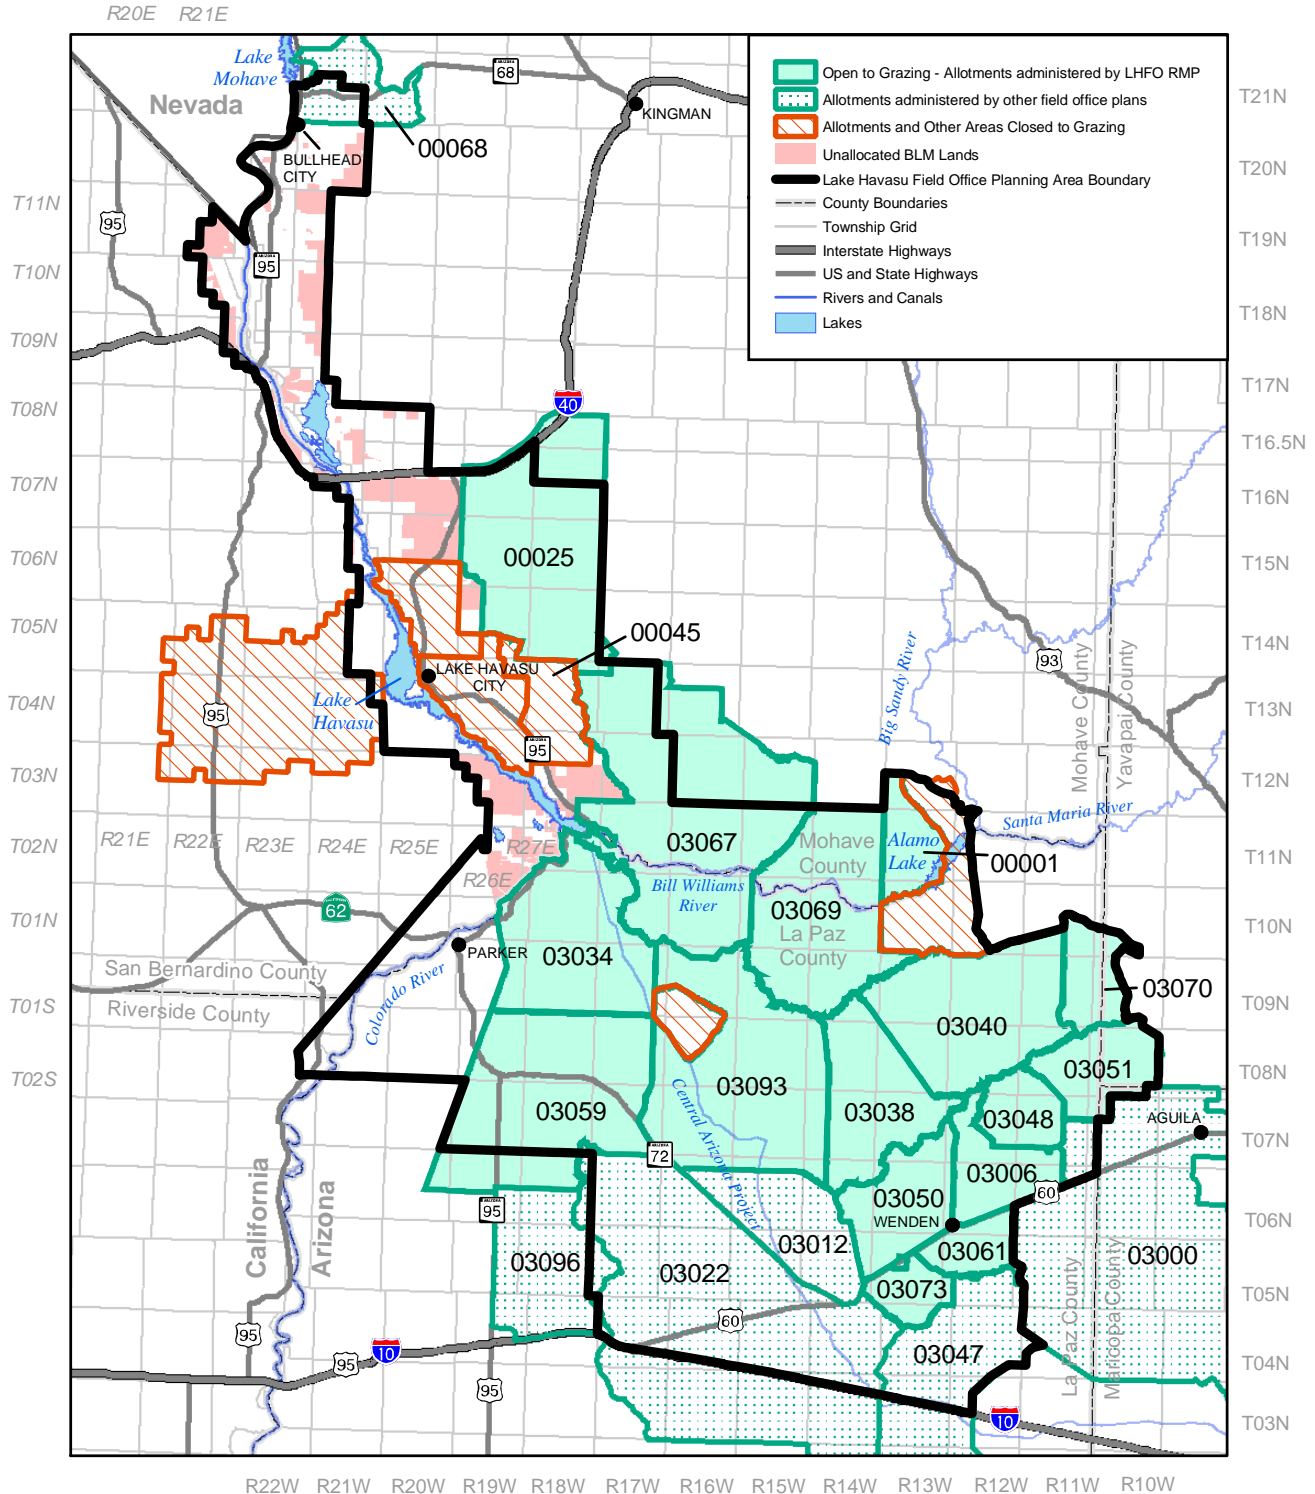 R20E R21E
Lake
Mohave
Nevada
ARIZONA
68
KINGMAN
00068
BULLHEAD
CITY
95
ARIZONA
95
Open to Grazing - Allotments administered by LHFO RMP
Allotments administered by other field office plans
Allotments and Other Areas Closed to Grazing
Unallocated BLM Lands
Lake Havasu Field Office Planning Area Boundary
County Boundaries
Township Grid
Interstate Highways
US and State Highways
Rivers and Canals
Lakes
T21N
T20N
T19N
T18N
T17N
T16.5N
T16N
T15N
T14N
T13N
T12N
T11N
T10N
T09N
T08N
T07N
T06N
T05N
T04N
T03N
T11N
T10N
T09N
T08N
T07N
T06N
T05N
T04N
T03N
T02N
T01N
T01S
T02S
40
00025
00045
LAKE HAVASU
CITY
Lake
Havasu
95
ARIZONA
95
93
Big Sandy River
Mohave County
Yavapai County
Santa Maria River
R21E R22E R23E R24E R25E
R27E
R26E
03067
Mohave
County
Alamo
Lake
00001
Bill Williams
River
03069
La Paz
County
62
PARKER
03034
Colorado River
San Bernardino County
Riverside County
03070
03040
03051
03093
03059
03038
03048
AGUILA
Central Arizona Project
72
03006
60
03050
WENDEN
California
Arizona
ARIZONA
95
03096
03022
03012
03061
03000
03073
60
03047
La Paz County
Maricopa County
95
10
95
95
10
R22W R21W R20W R19W R18W R17W R16W R15W R14W R13W R12W R11W R10W